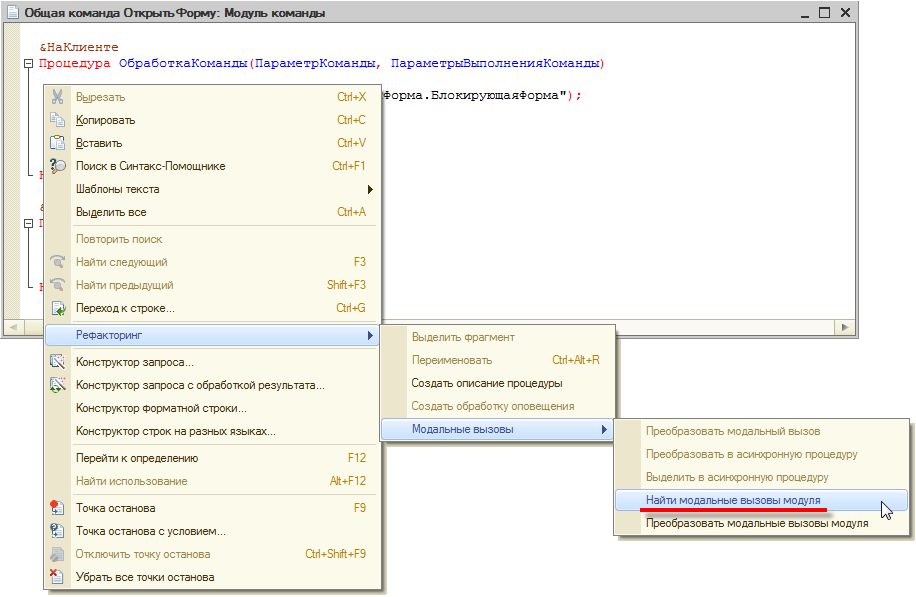 Общая команда ОткрытьФорму: Модуль команды
&НаКлиенте
Процедура ОбработкаКоманды(ПараметрКоманды, ПараметрыВыполненияКоманды)
Форма.БлокирующаяФорма");
Вырезать Ctrl+X
Копировать Ctrl+C
Вставить Ctrl+V
Поиск в Синтакс-Помощнике Ctrl+F1
Шаблоны текста
Выделить все Ctrl+A
Повторить поиск
Найти следующий F3
Найти предыдущий Shift+F3
Переход к строке... Ctrl+G
Рефакторинг
Конструктор запроса...
Конструктор запроса с обработкой результата...
Конструктор форматной строки...
Конструктор строк на разных языках...
Перейти к определению F12
Найти использование Alt+F12
Точка останова F9
Точка останова с условием...
Отключить точку останова Ctrl+Shift+F9
Убрать все точки останова
Выделить фрагмент
Переименовать Ctrl+Alt+R
Создать описание процедуры
Создать обработку оповещения
Модальные вызовы
Преобразовать модальный вызов
Преобразовать в асинхронную процедуру
Выделить в асинхронную процедуру
Найти модальные вызовы модуля
Преобразовать модальные вызовы модуля